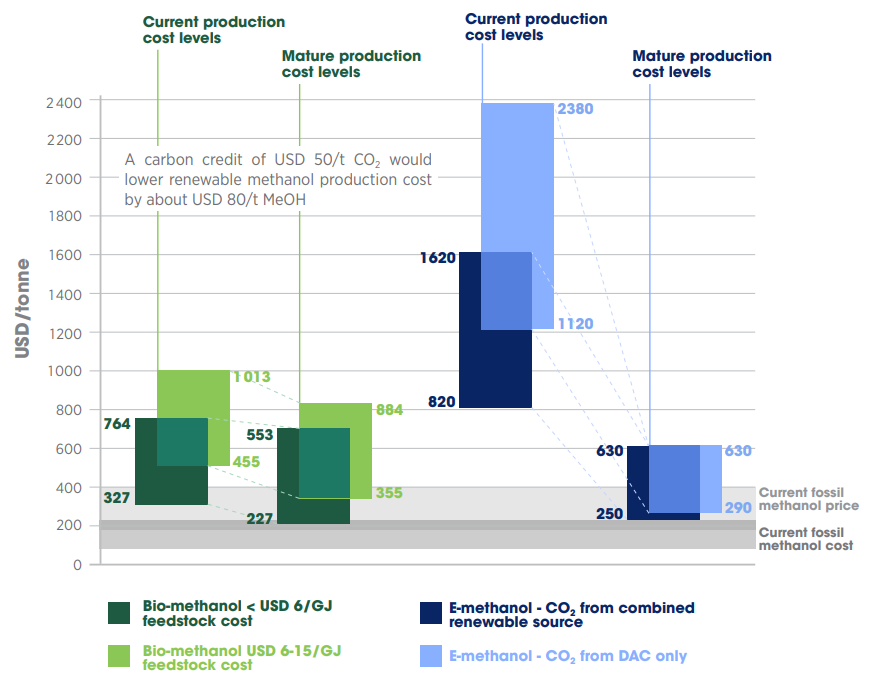 Current production
cost levels
Mature production
cost levels
Current production
cost levels
Mature production
cost levels
USD/tonne
2400
2200
2000
1800
1600
1400
1200
1000
800
600
400
200
0
A carbon credit of USD 50/t CO₂ would
lower renewable methanol production cost
by about USD 80/t MeOH
764
327
1013
455
553
227
884
355
1620
820
2380
1120
630
250
630
290
Current fossil
methanol price
Current fossil
methanol cost
Bio-methanol < USD 6/GJ
feedstock cost
Bio-methanol USD 6-15/GJ
feedstock cost
E-methanol - CO₂ from combined
renewable source
E-methanol - CO₂ from DAC only